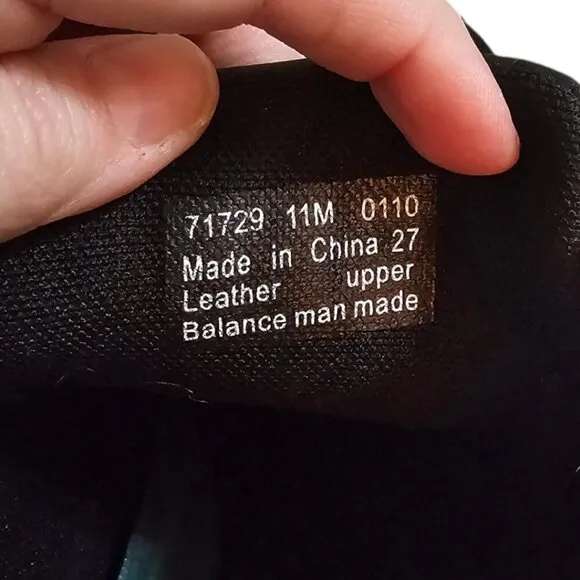 71729 11M 0110
Made in China 27
Leather upper
Balance man made